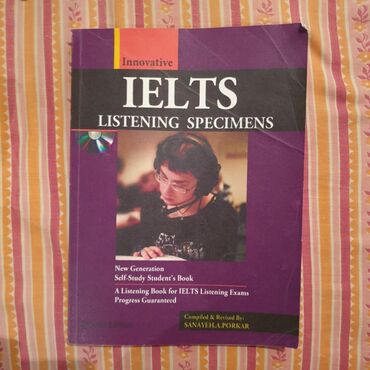 Innovative
IELTS
LISTENING SPECIMENS
New Generation
Self-Study Student's Book
A Listening Book for IELTS Listening Exams
Progress Guaranteed
Compiled & Revised By:
SANAYEH.A.PORKAR